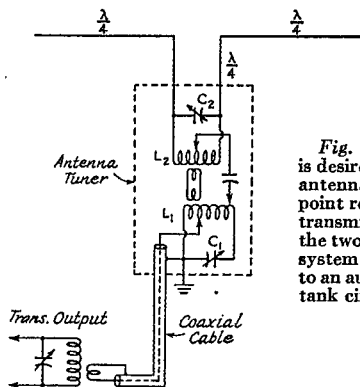 λ/4 λ/4
λ/4
C2
Antenna
Tuner
L2
L1
C1
Trans. Output
Coaxial
Cable
Fig.
is desire
antenna
point re
transmi
the two
system
to an au
tank cir